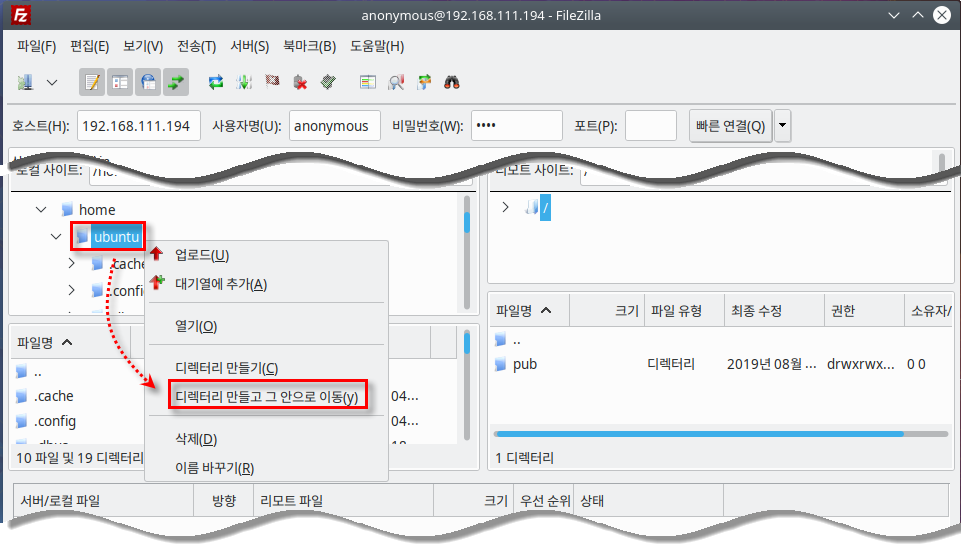 anonymous@192.168.111.194 - FileZilla
파일(F) 편집(E) 보기(V) 전송(T) 서버(S) 북마크(B) 도움말(H)
호스트(H): 192.168.111.194 사용자명(U): anonymous 비밀번호(W): •••• 포트(P): 빠른 연결(Q)
로컬 사이트: 리모트 사이트: /
home
ubuntu
.cache
.config
/
업로드(U)
대기열에 추가(A)
열기(O)
디렉터리 만들기(C)
디렉터리 만들고 그 안으로 이동(y)
삭제(D)
이름 바꾸기(R)
파일명
..
.cache 04...
.config 04...
10 파일 및 19 디렉터리
파일명 크기 파일 유형 최종 수정 권한 소유자/
..
pub 디렉터리 2019년 08월 ... drwxrwx... 0 0
1 디렉터리
서버/로컬 파일 방향 리모트 파일 크기 우선 순위 상태